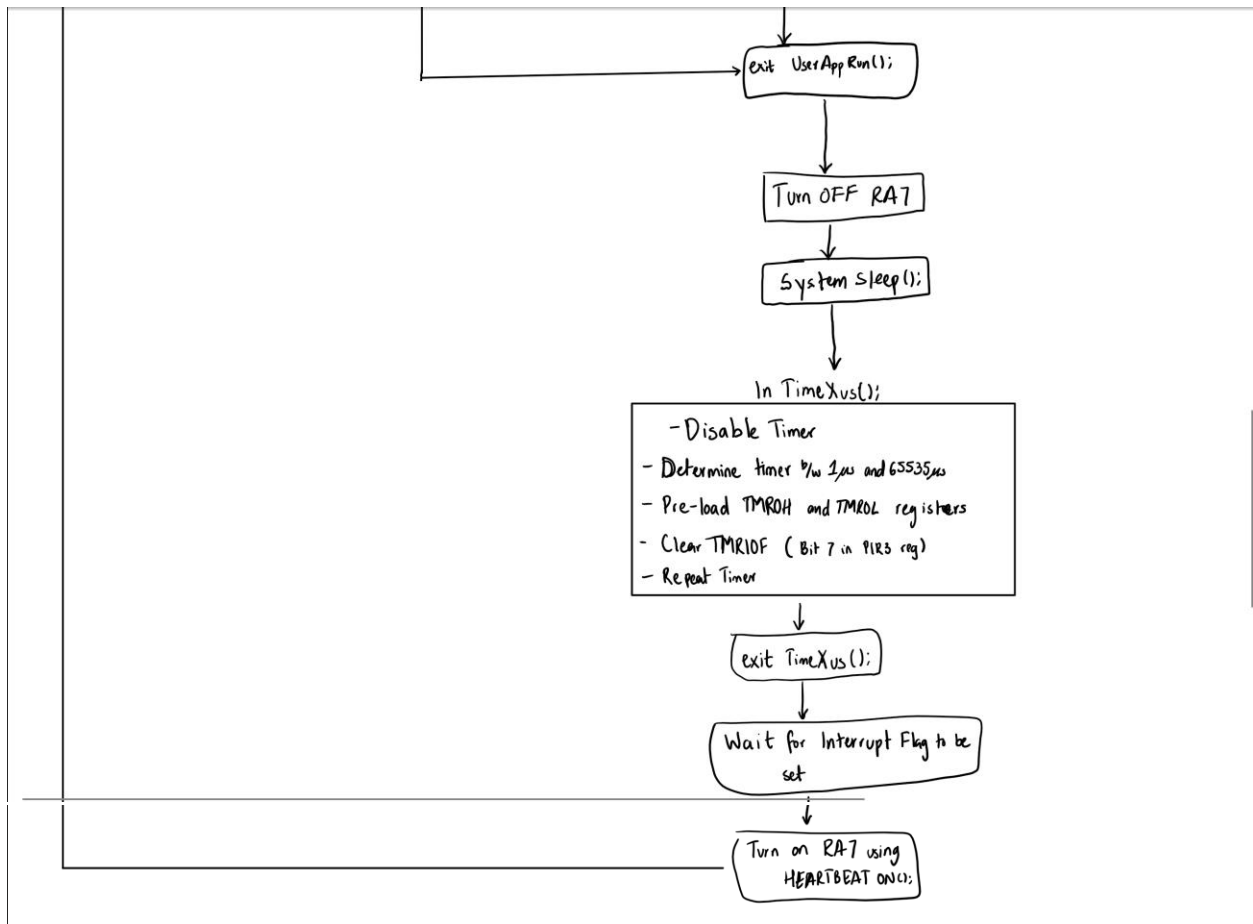 exit UserAppRun();
Turn OFF RA7
System Sleep();
In TimeXus();
- Disable Timer
- Determine timer b/w 1μs and 65535μs
- Pre-load TMR0H and TMR0L registers
- Clear TMRIOF (Bit 7 in PIR3 reg)
- Repeat Timer
exit TimeXus();
Wait for Interrupt Flag to be
set
Turn on RA7 using
HEARTBEAT ON();